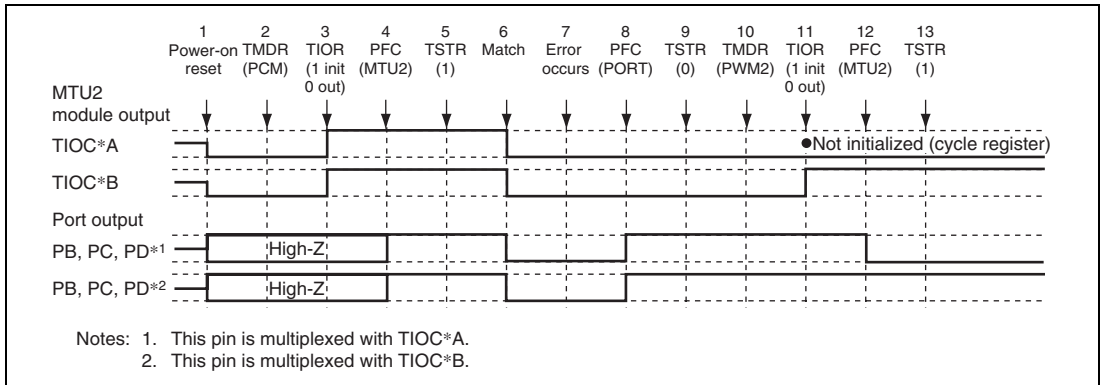 1 2 3 4 5 6 7 8 9 10 11 12 13
Power-on TMDR TIOR PFC TSTR Match Error PFC TSTR TMDR TIOR PFC TSTR
reset (PCM) (1 init (MTU2) (1) occurs (PORT) (0) (PWM2) (1 init (MTU2) (1)
0 out) 0 out)
MTU2
module output
TIOC*A
●Not initialized (cycle register)
TIOC*B
Port output
PB, PC, PD*1 High-Z
PB, PC, PD*2 High-Z
Notes: 1. This pin is multiplexed with TIOC*A.
2. This pin is multiplexed with TIOC*B.